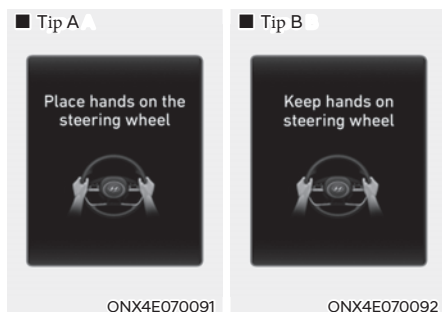 ■ Tip A
Place hands on the
steering wheel
ONX4E070091
■ Tip B
Keep hands on
steering wheel
ONX4E070092